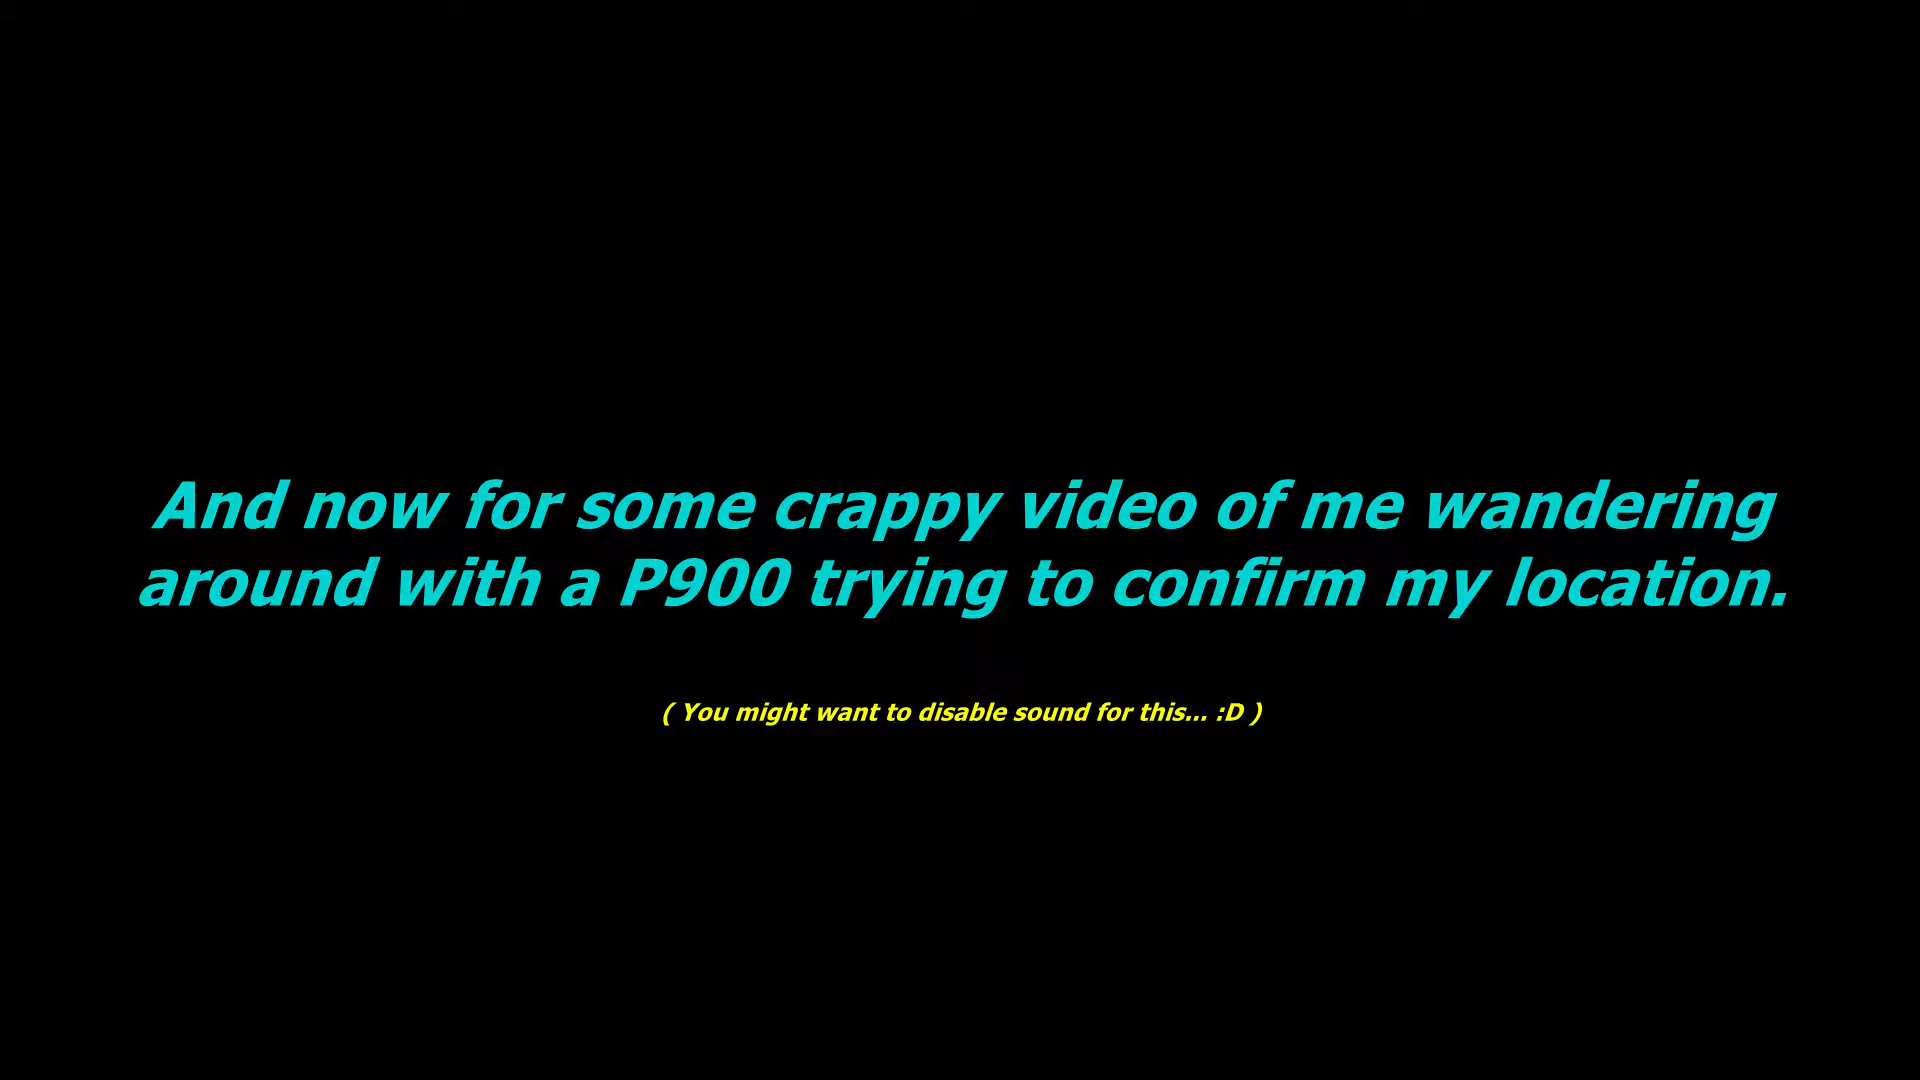 And now for some crappy video of me wandering
around with a P900 trying to confirm my location.
( You might want to disable sound for this... :D )